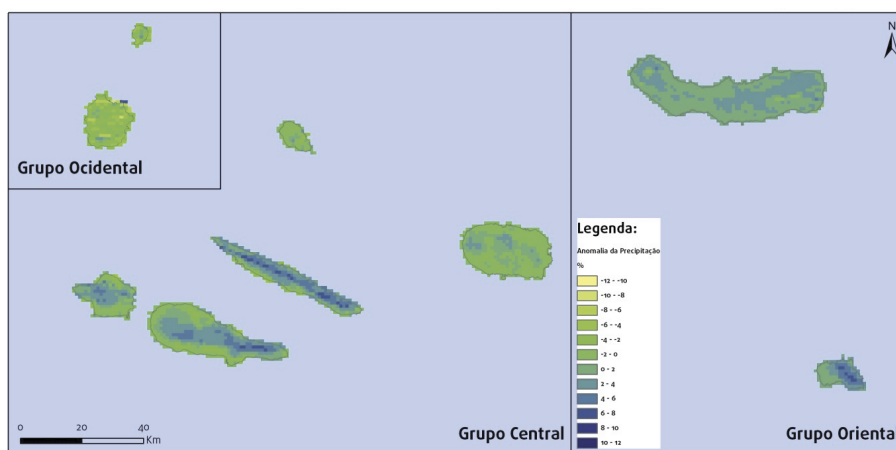 N
Grupo Ocidental
Legenda:
Anomalia da Precipitação
%
-12 - -10
-10 - -8
-8 - -6
-6 - -4
-4 - -2
-2 - 0
0 - 2
2 - 4
4 - 6
6 - 8
8 - 10
10 - 12
0 20 40
Km
Grupo Central
Grupo Orienta